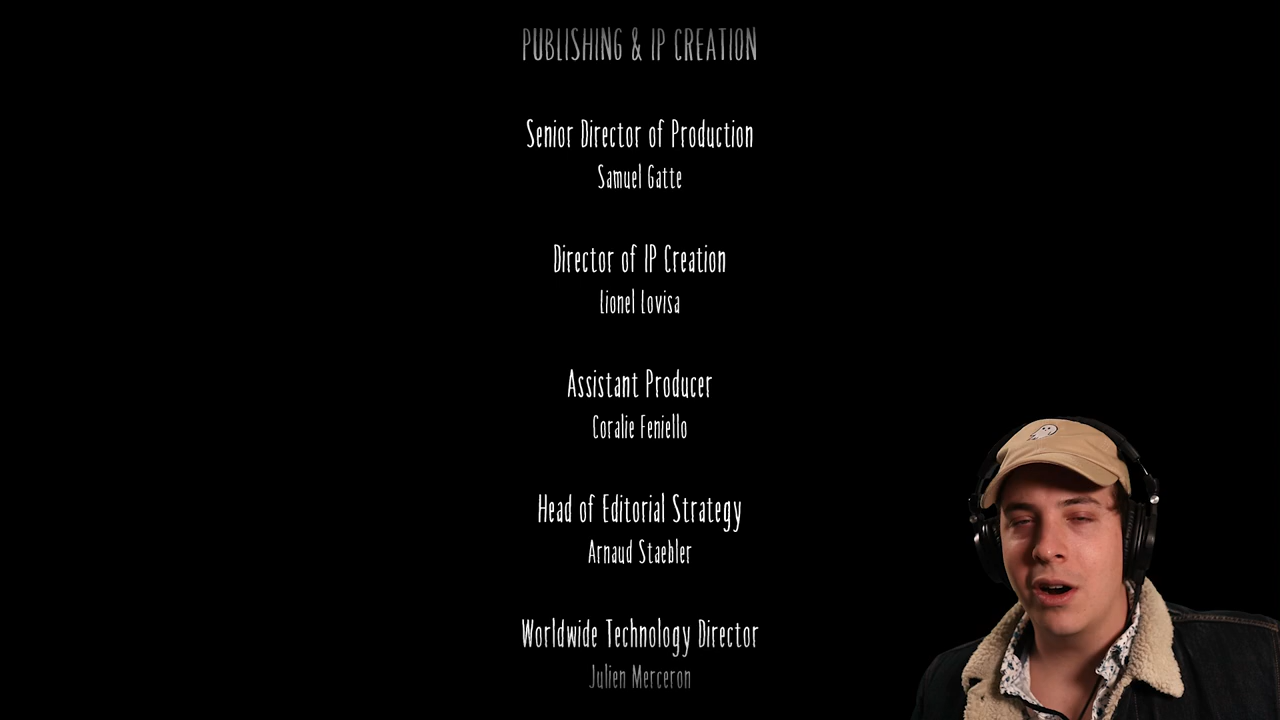 PUBLISHING & IP CREATION
Senior Director of Production
Samuel Gatte
Director of IP Creation
Lionel Lovisa
Assistant Producer
Coralie Feniello
Head of Editorial Strategy
Arnaud Staebler
Worldwide Technology Director
Julien Merceron